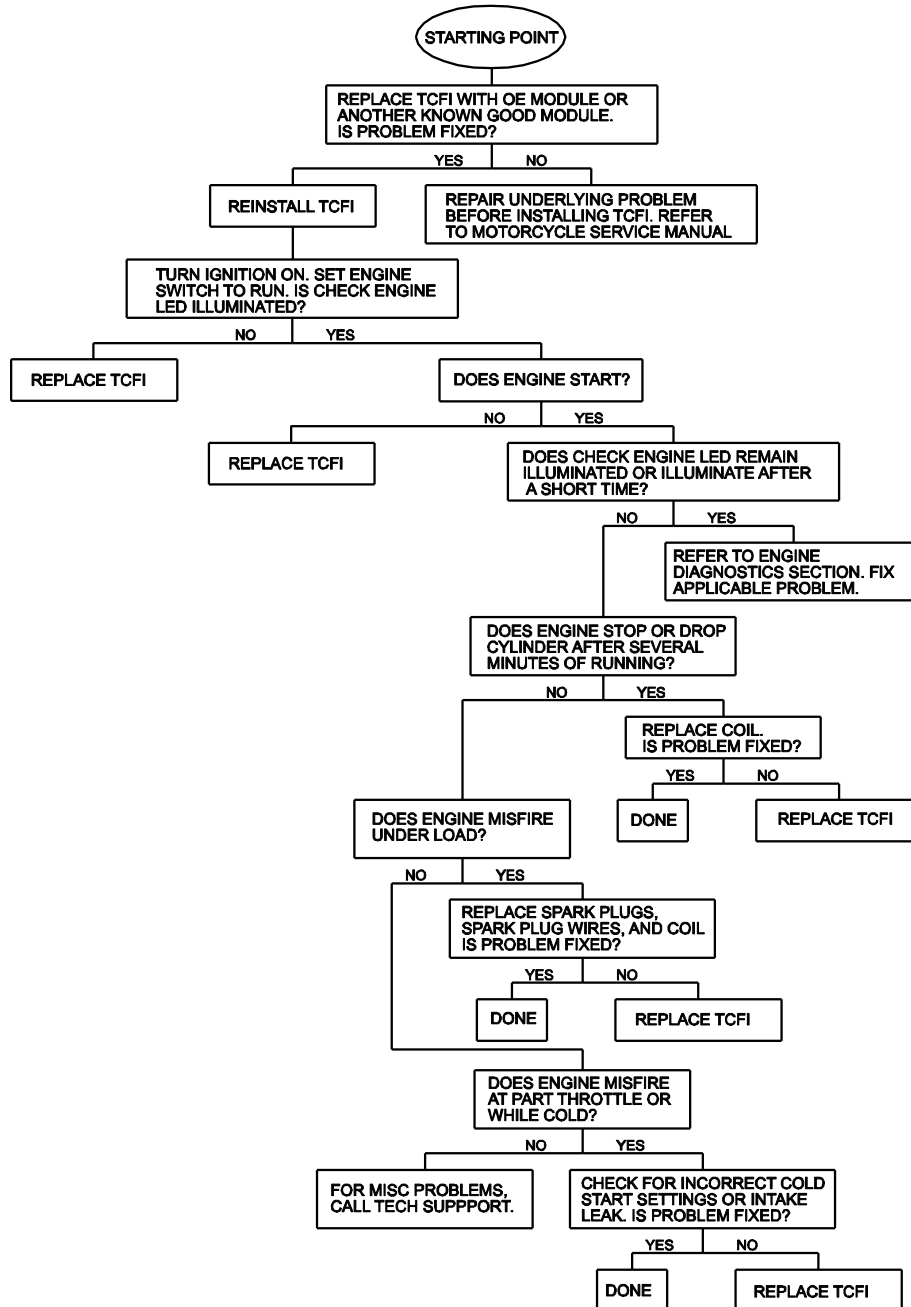 STARTING POINT
REPLACE TCFI WITH OE MODULE OR
ANOTHER KNOWN GOOD MODULE.
IS PROBLEM FIXED?
YES
NO
REINSTALL TCFI
REPAIR UNDERLYING PROBLEM
BEFORE INSTALLING TCFI. REFER
TO MOTORCYCLE SERVICE MANUAL
TURN IGNITION ON. SET ENGINE
SWITCH TO RUN. IS CHECK ENGINE
LED ILLUMINATED?
NO
YES
REPLACE TCFI
DOES ENGINE START?
NO
YES
REPLACE TCFI
DOES CHECK ENGINE LED REMAIN
ILLUMINATED OR ILLUMINATE AFTER
A SHORT TIME?
NO
YES
REFER TO ENGINE
DIAGNOSTICS SECTION. FIX
APPLICABLE PROBLEM.
DOES ENGINE STOP OR DROP
CYLINDER AFTER SEVERAL
MINUTES OF RUNNING?
NO
YES
REPLACE COIL.
IS PROBLEM FIXED?
YES
NO
DONE
REPLACE TCFI
DOES ENGINE MISFIRE
UNDER LOAD?
NO
YES
REPLACE SPARK PLUGS,
SPARK PLUG WIRES, AND COIL
IS PROBLEM FIXED?
YES
NO
DONE
REPLACE TCFI
DOES ENGINE MISFIRE
AT PART THROTTLE OR
WHILE COLD?
NO
YES
FOR MISC PROBLEMS,
CALL TECH SUPPPORT.
CHECK FOR INCORRECT COLD
START SETTINGS OR INTAKE
LEAK. IS PROBLEM FIXED?
YES
NO
DONE
REPLACE TCFI